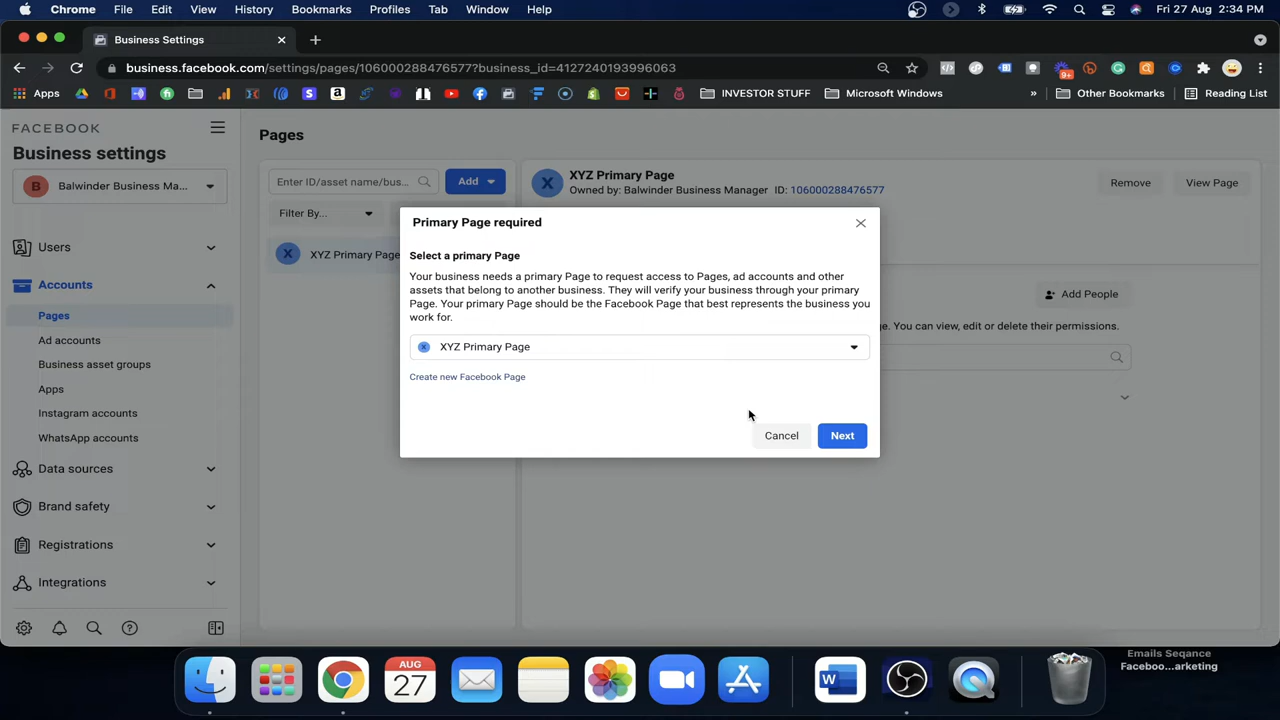 Chrome File Edit View History Bookmarks Profiles Tab Window Help Fri 27 Aug 2:34 PM
Business Settings
business.facebook.com/settings/pages/106000288476577?business_id=4127240193996063
Apps INVESTOR STUFF Microsoft Windows » Other Bookmarks Reading List
9+
FACEBOOK
Business settings
B Balwinder Business Ma...
Users
Accounts
Pages
Ad accounts
Business asset groups
Apps
Instagram accounts
WhatsApp accounts
Data sources
Brand safety
Registrations
Integrations
Pages
Enter ID/asset name/bus... Add
Filter By...
X XYZ Primary Page
X XYZ Primary Page
Owned by: Balwinder Business Manager ID: 106000288476577
Remove View Page
Add People
ge. You can view, edit or delete their permissions.
Primary Page required
Select a primary Page
Your business needs a primary Page to request access to Pages, ad accounts and other
assets that belong to another business. They will verify your business through your primary
Page. Your primary Page should be the Facebook Page that best represents the business you
work for.
X XYZ Primary Page
Create new Facebook Page
Cancel Next
Emails Seqance
Faceboo...arketing
AUG
27
W